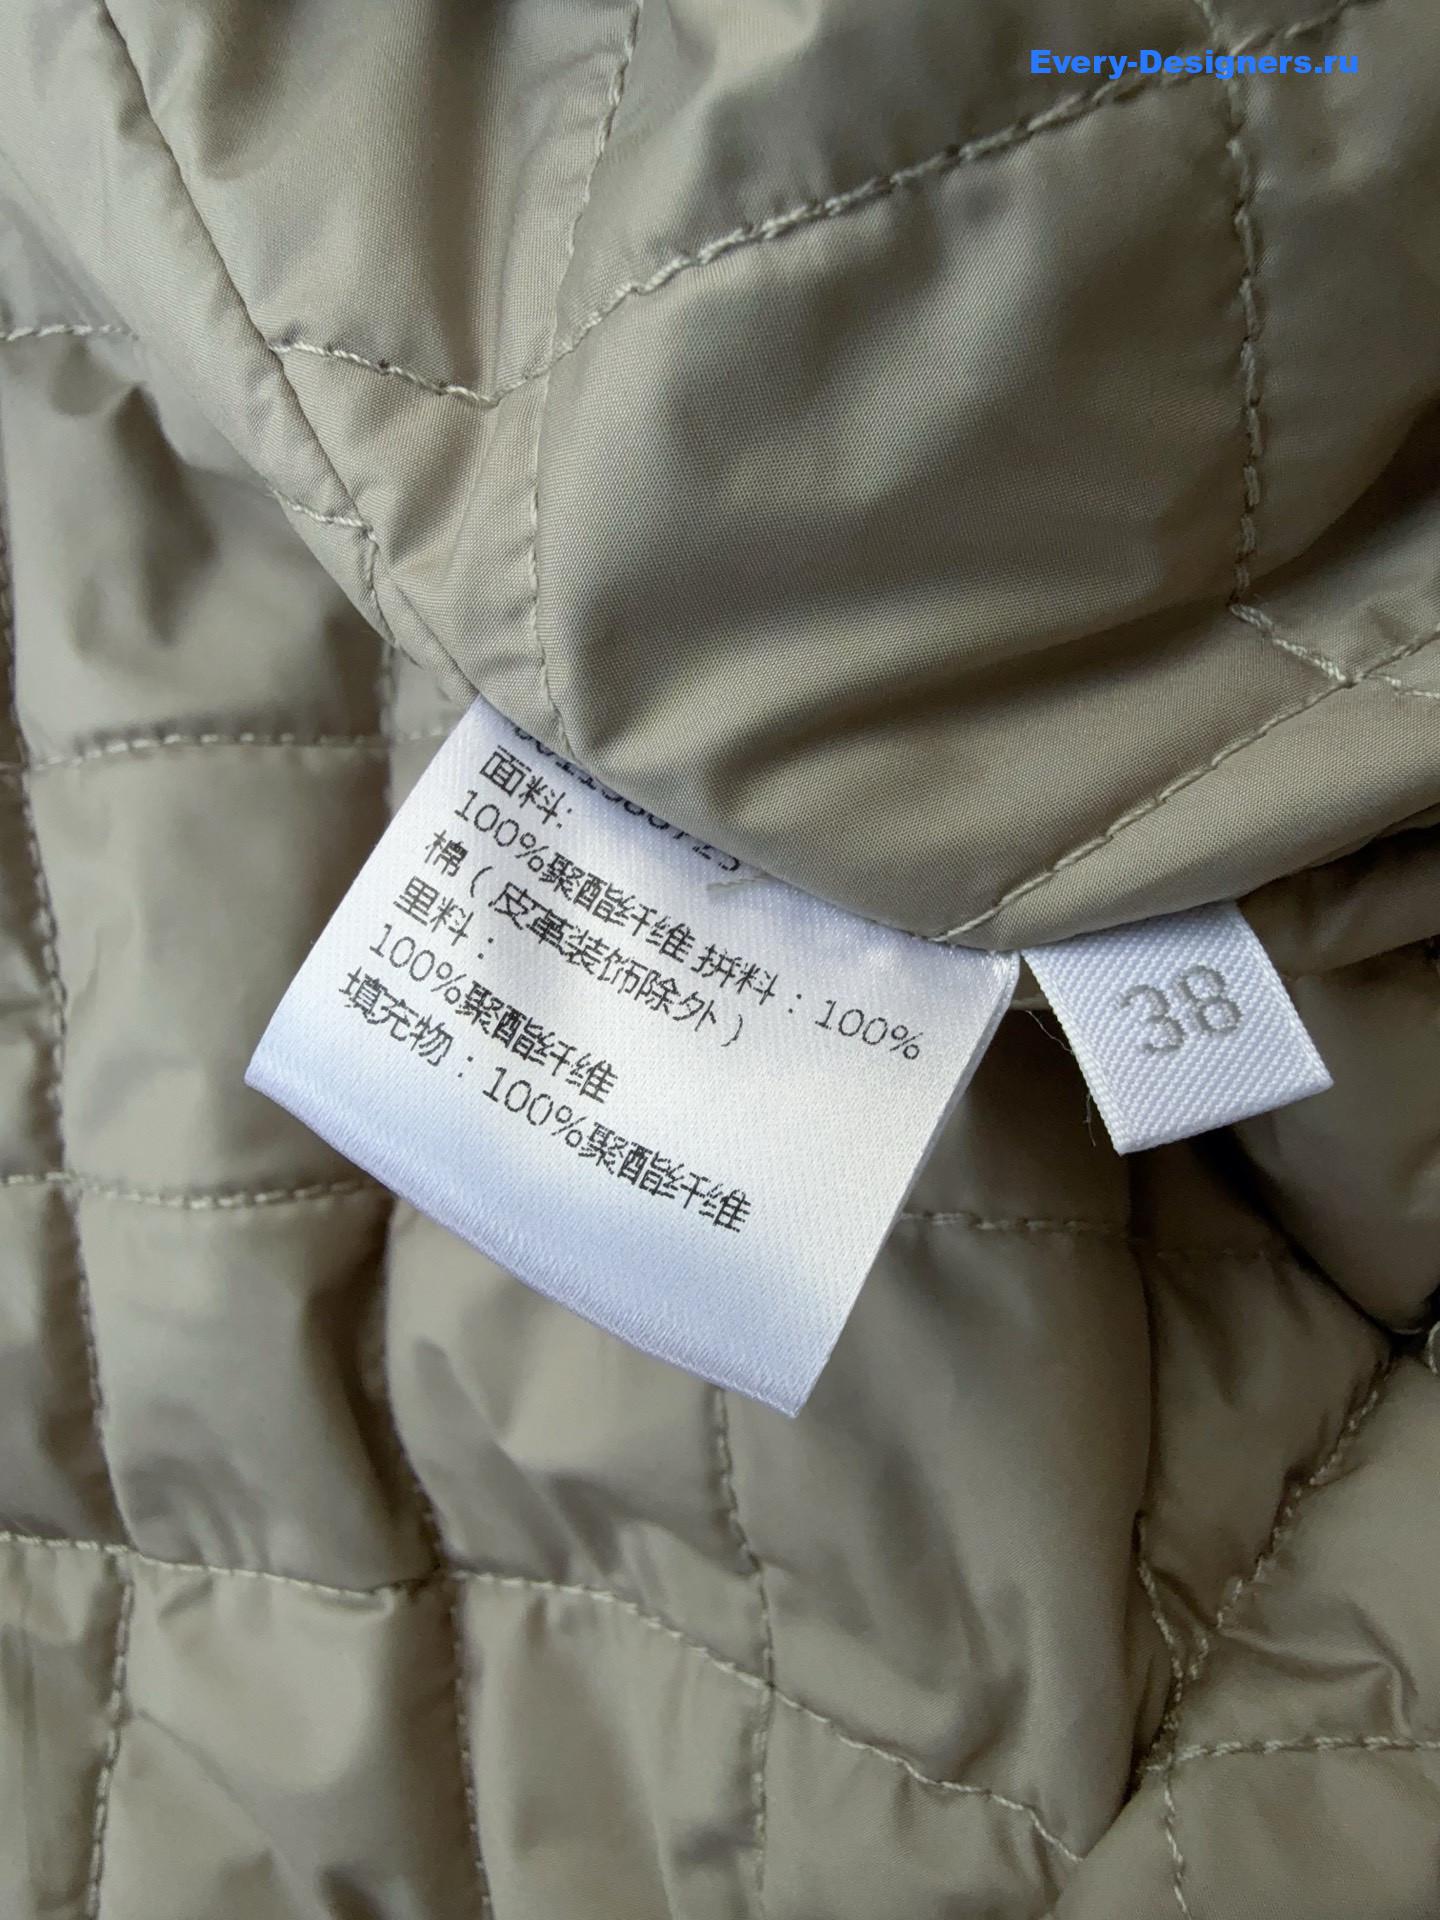 Every-Designers.ru
面料:
100%聚酯纤维 拼料：100%
棉（皮革装饰除外）
里料：
100%聚酯纤维
填充物：100%聚酯纤维
38